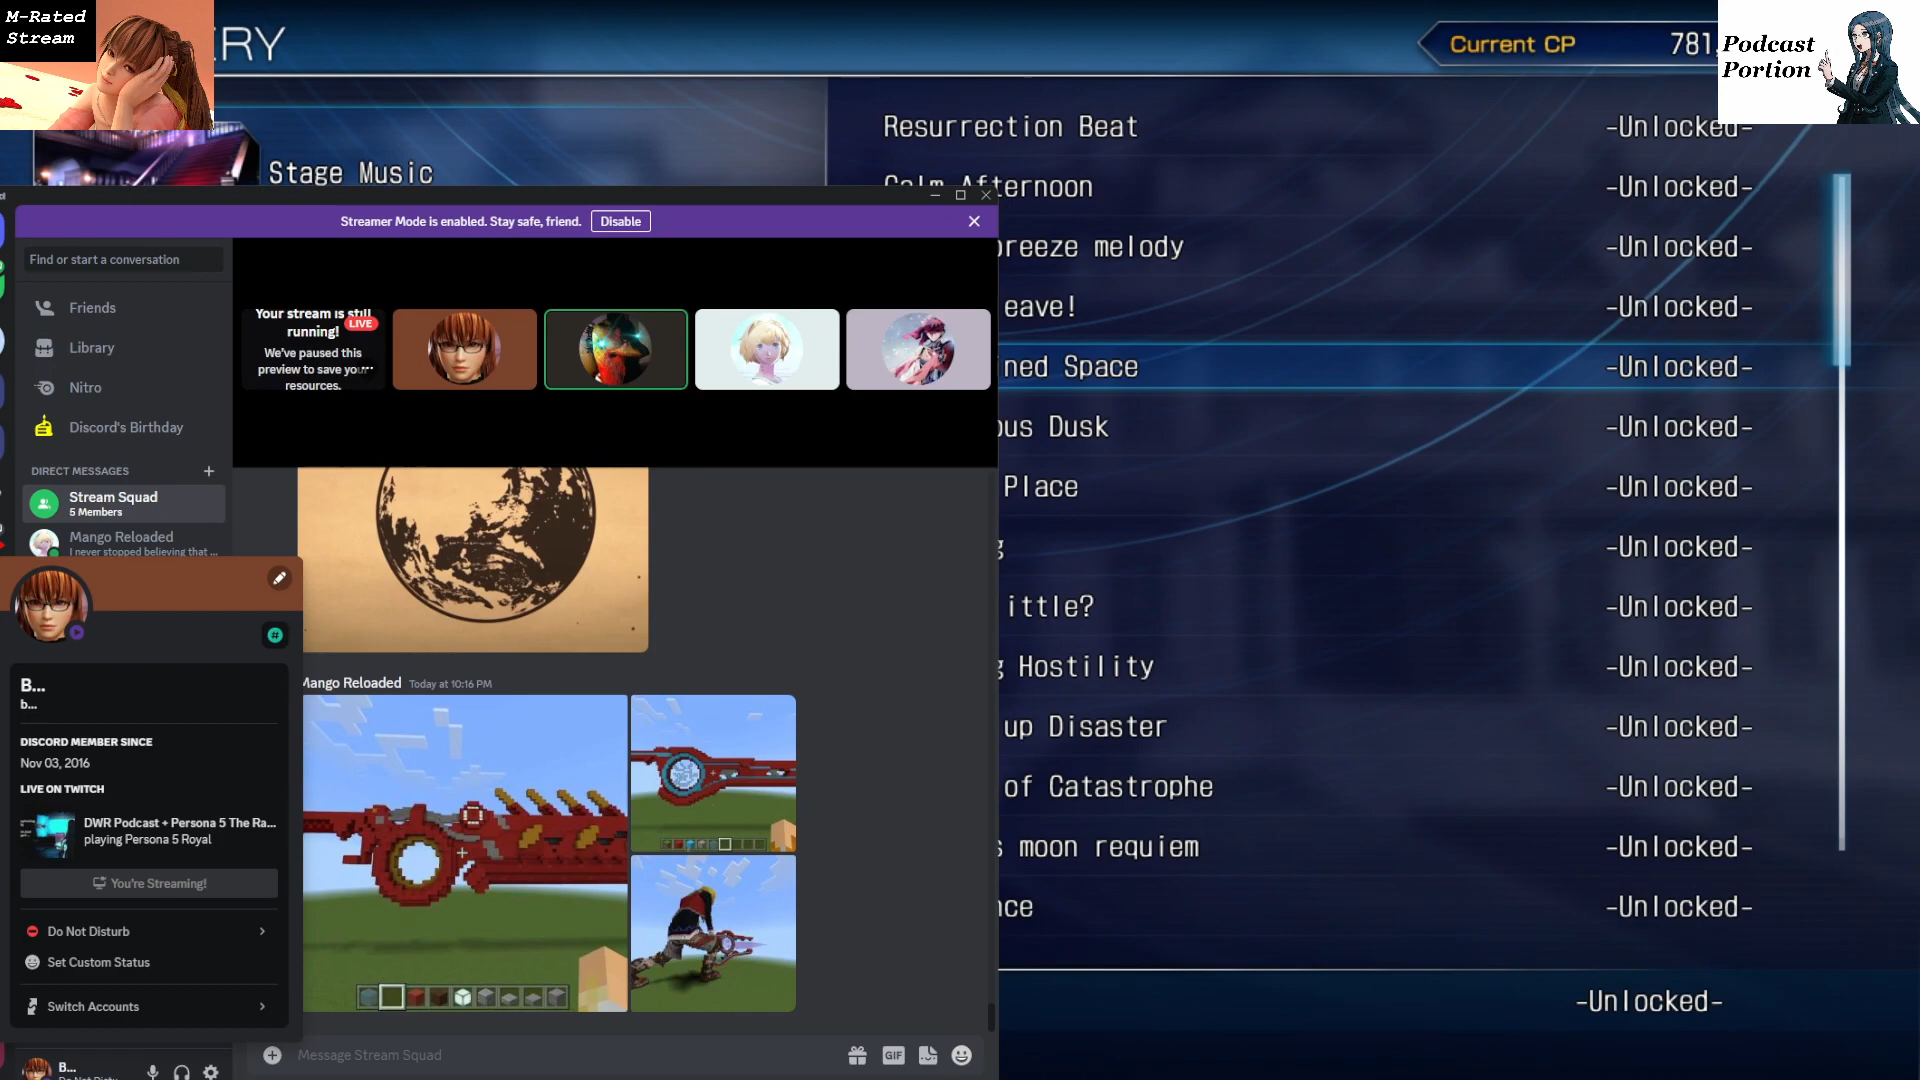 M-Rated
Stream
ERY
Current CP
781,
Podcast
Portion
Stage Music
Resurrection Beat
-Unlocked-
Calm Afternoon
-Unlocked-
breeze melody
-Unlocked-
eave!
-Unlocked-
ned Space
-Unlocked-
ous Dusk
-Unlocked-
Place
-Unlocked-
g
-Unlocked-
ittle?
-Unlocked-
g Hostility
-Unlocked-
up Disaster
-Unlocked-
of Catastrophe
-Unlocked-
s moon requiem
-Unlocked-
nce
-Unlocked-
-Unlocked-
Streamer Mode is enabled. Stay safe, friend.
Disable
Find or start a conversation
Friends
Library
Nitro
Discord's Birthday
DIRECT MESSAGES
Stream Squad
5 Members
Mango Reloaded
I never stopped believing that ...
Your stream is still
running!
LIVE
We've paused this
preview to save you...
resources.
B...
b...
DISCORD MEMBER SINCE
Nov 03, 2016
LIVE ON TWITCH
DWR Podcast + Persona 5 The Ra...
playing Persona 5 Royal
You're Streaming!
Do Not Disturb
Set Custom Status
Switch Accounts
B...
Mango Reloaded Today at 10:16 PM
Message Stream Squad
GIF